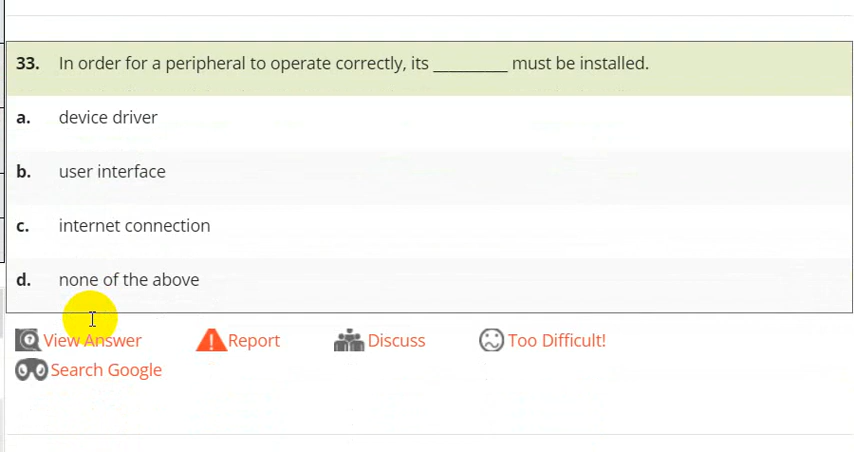 33. In order for a peripheral to operate correctly, its __________ must be installed.
a. device driver
b. user interface
c. internet connection
d. none of the above
View Answer Report Discuss Too Difficult!
Search Google